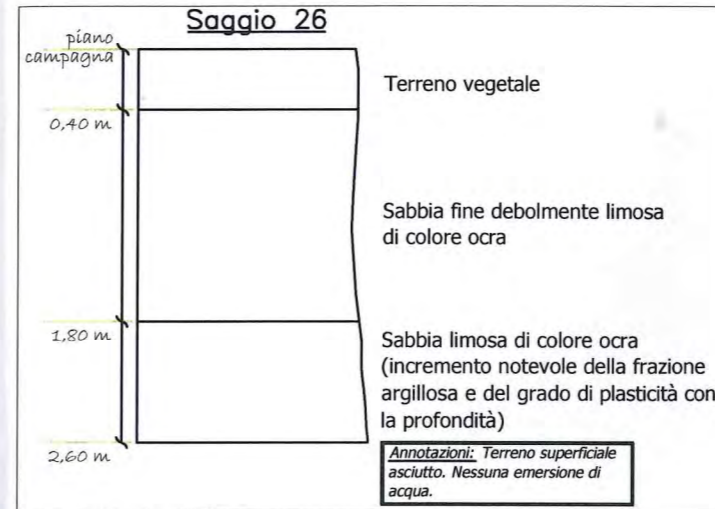 Saggio 26
piano
campagna
Terreno vegetale
0,40 m
Sabbia fine debolmente limosa
di colore ocra
1,80 m
Sabbia limosa di colore ocra
(incremento notevole della frazione
argillosa e del grado di plasticità con
la profondità)
2,60 m
Annotazioni: Terreno superficiale
asciutto. Nessuna emersione di
acqua.